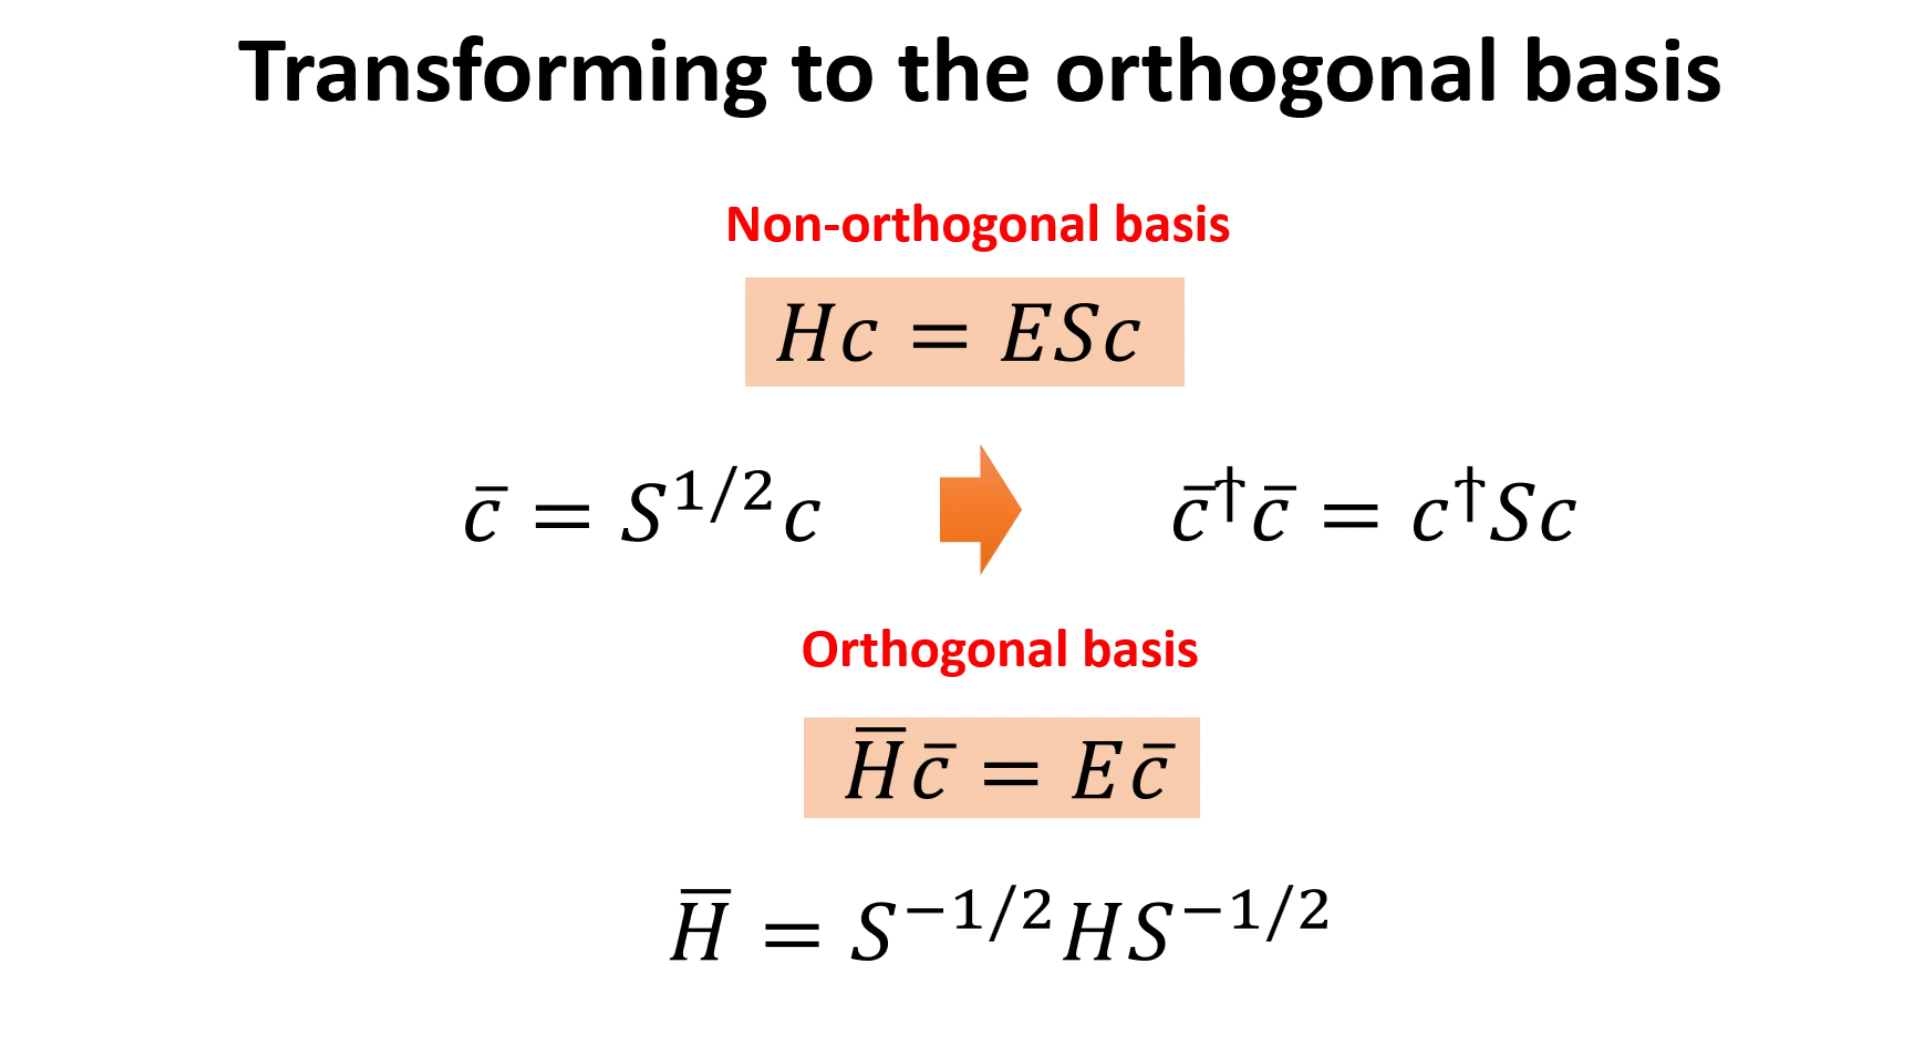 Transforming to the orthogonal basis
Non-orthogonal basis
Hc = ESc
c̄ = S^{1/2}c
c̄†c̄ = c†Sc
Orthogonal basis
H̄c̄ = Ec̄
H̄ = S^{−1/2}HS^{−1/2}